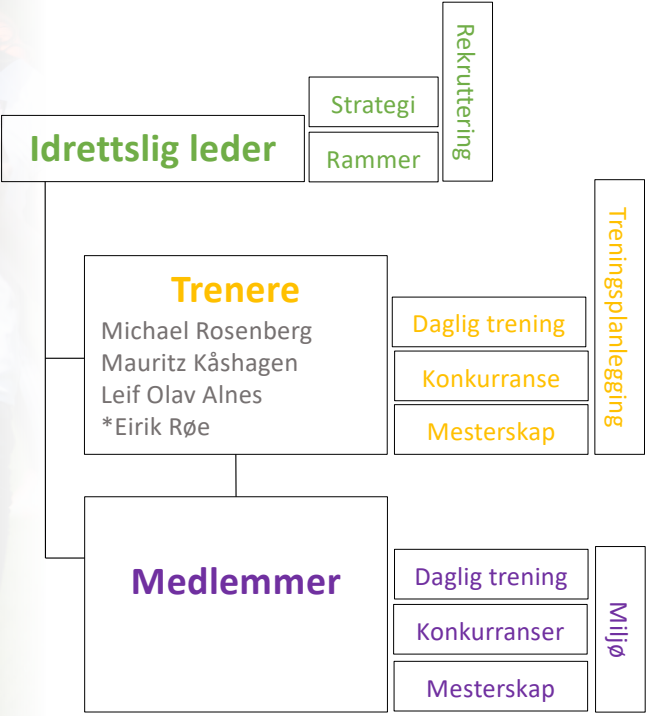 Rekruttering
Strategi
Idrettslig leder
Rammer
Treningsplanlegging
Trenere
Michael Rosenberg
Mauritz Kåshagen
Leif Olav Alnes
*Eirik Røe
Daglig trening
Konkurranse
Mesterskap
Medlemmer
Daglig trening
Konkurranser
Mesterskap
Miljø